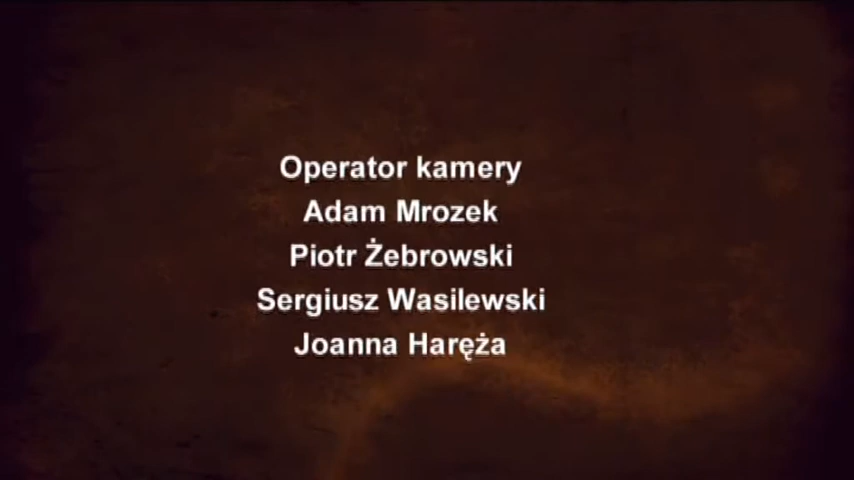 Operator kamery
Adam Mrozek
Piotr Żebrowski
Sergiusz Wasilewski
Joanna Haręża